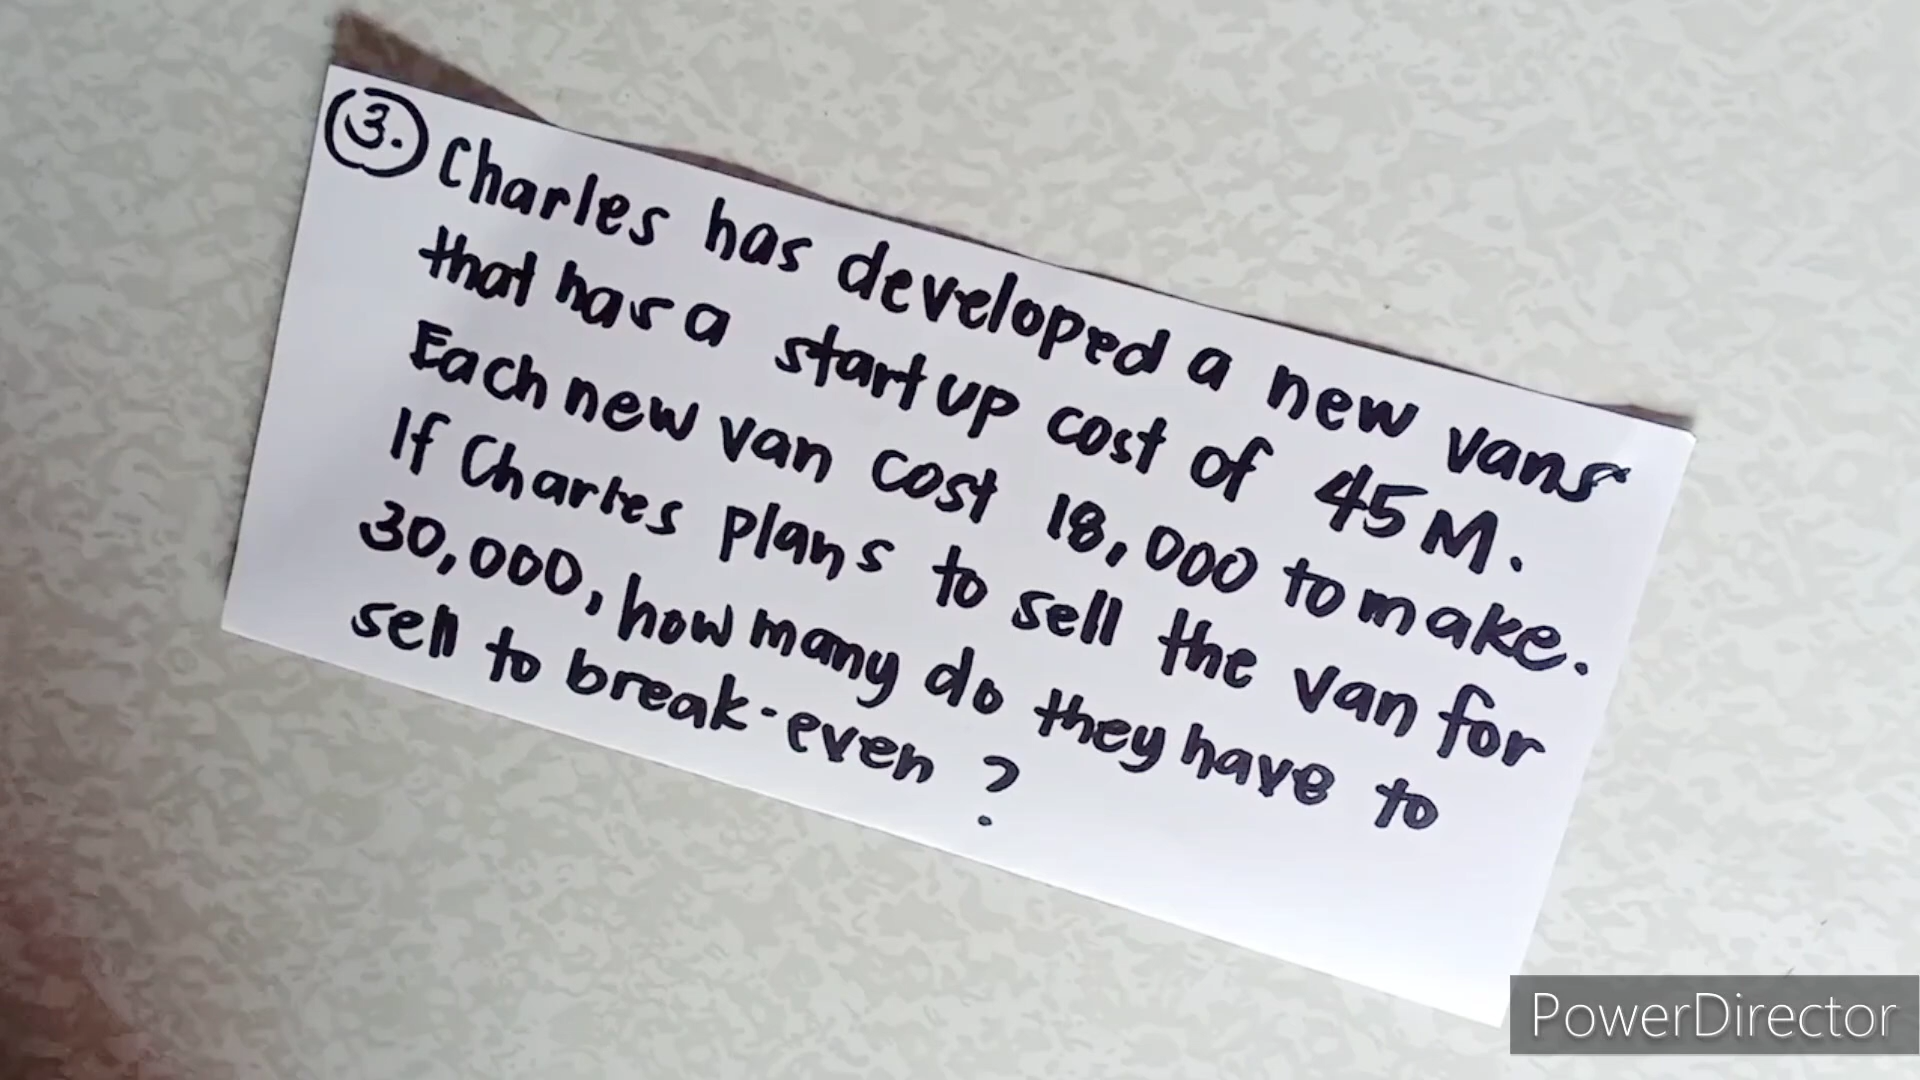 3. Charles has developed a new vans
that has a start up cost of 45M.
Each new van cost 18,000 to make.
If Charles plans to sell the van for
30,000, how many do they have to
sell to break-even ?
PowerDirector